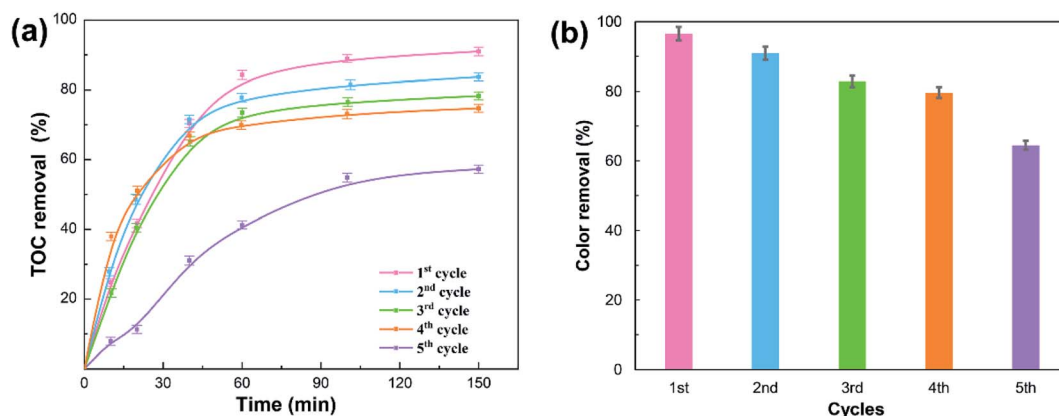 (a)
TOC removal (%)
100
80
60
40
20
0
0 30 60 90 120 150
Time (min)
1st cycle
2nd cycle
3rd cycle
4th cycle
5th cycle
(b)
Color removal (%)
100
80
60
40
20
0
1st 2nd 3rd 4th 5th
Cycles